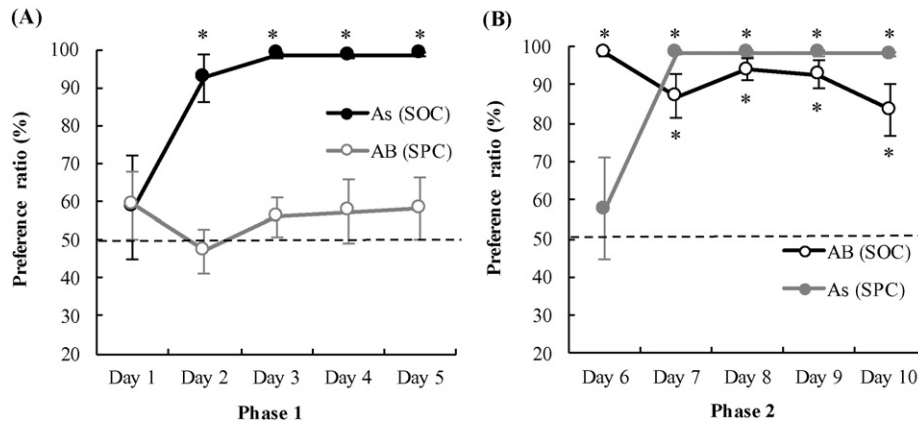 (A)
Preference ratio (%)
100
90
80
70
60
50
40
30
20
* * * *
As (SOC)
AB (SPC)
Day 1 Day 2 Day 3 Day 4 Day 5
Phase 1
(B)
Preference ratio (%)
100
90
80
70
60
50
40
30
20
* * * * *
* * * *
AB (SOC)
As (SPC)
Day 6 Day 7 Day 8 Day 9 Day 10
Phase 2